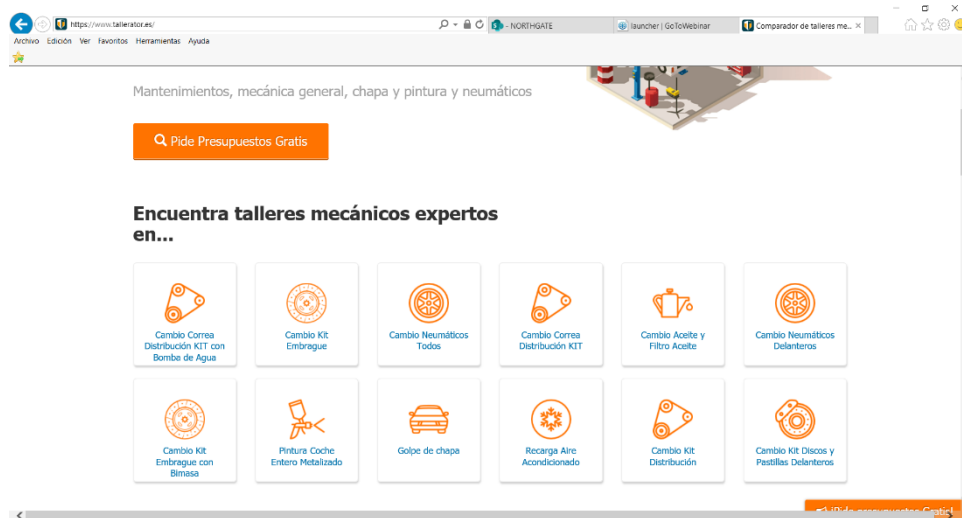 https://www.tallerator.es/
- NORTHGATE
launcher | GoToWebinar
Comparador de talleres me...
Archivo Edición Ver Favoritos Herramientas Ayuda
Mantenimientos, mecánica general, chapa y pintura y neumáticos
Pide Presupuestos Gratis
Encuentra talleres mecánicos expertos
en...
Cambio Correa
Distribución KIT con
Bomba de Agua
Cambio Kit
Embrague
Cambio Neumáticos
Todos
Cambio Correa
Distribución KIT
Cambio Aceite y
Filtro Aceite
Cambio Neumáticos
Delanteros
Cambio Kit
Embrague con
Bimasa
Pintura Coche
Entero Metalizado
Golpe de chapa
Recarga Aire
Acondicionado
Cambio Kit
Distribución
Cambio Kit Discos y
Pastillas Delanteros
¡Pide presupuestos Gratis!